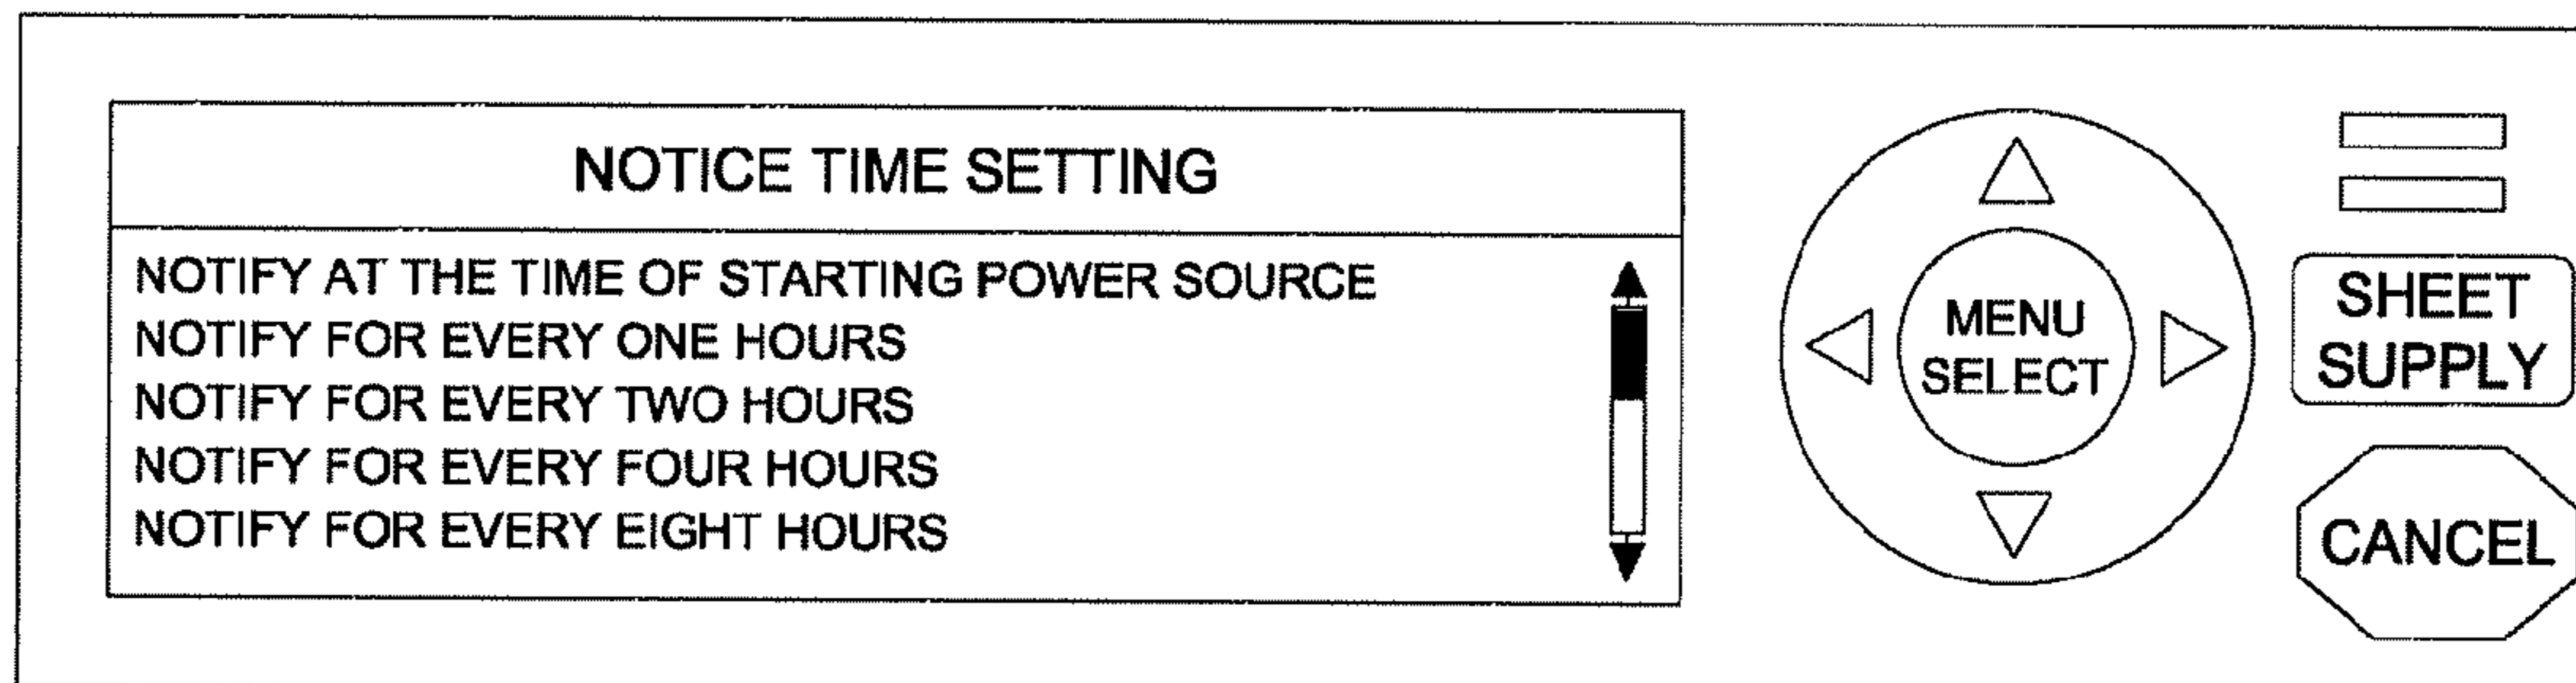 NOTICE TIME SETTING
NOTIFY AT THE TIME OF STARTING POWER SOURCE
NOTIFY FOR EVERY ONE HOURS
NOTIFY FOR EVERY TWO HOURS
NOTIFY FOR EVERY FOUR HOURS
NOTIFY FOR EVERY EIGHT HOURS
MENU
SELECT
SHEET
SUPPLY
CANCEL